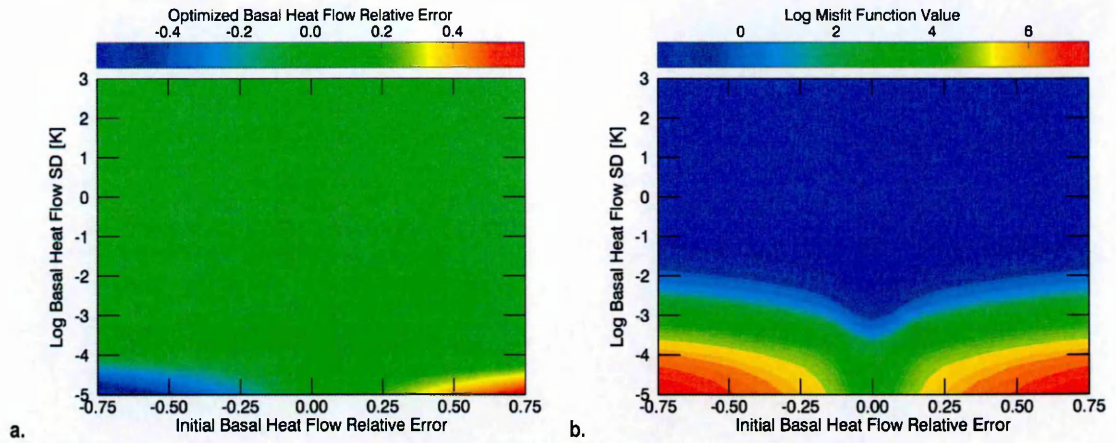 Optimized Basal Heat Flow Relative Error
-0.4 -0.2 0.0 0.2 0.4
3
2
1
0
-1
-2
-3
-4
-5
Log Basal Heat Flow SD [K]
-0.75 -0.50 -0.25 0.00 0.25 0.50 0.75
Initial Basal Heat Flow Relative Error
a.
Log Misfit Function Value
0 2 4 6
3
2
1
0
-1
-2
-3
-4
-5
Log Basal Heat Flow SD [K]
-0.75 -0.50 -0.25 0.00 0.25 0.50 0.75
Initial Basal Heat Flow Relative Error
b.